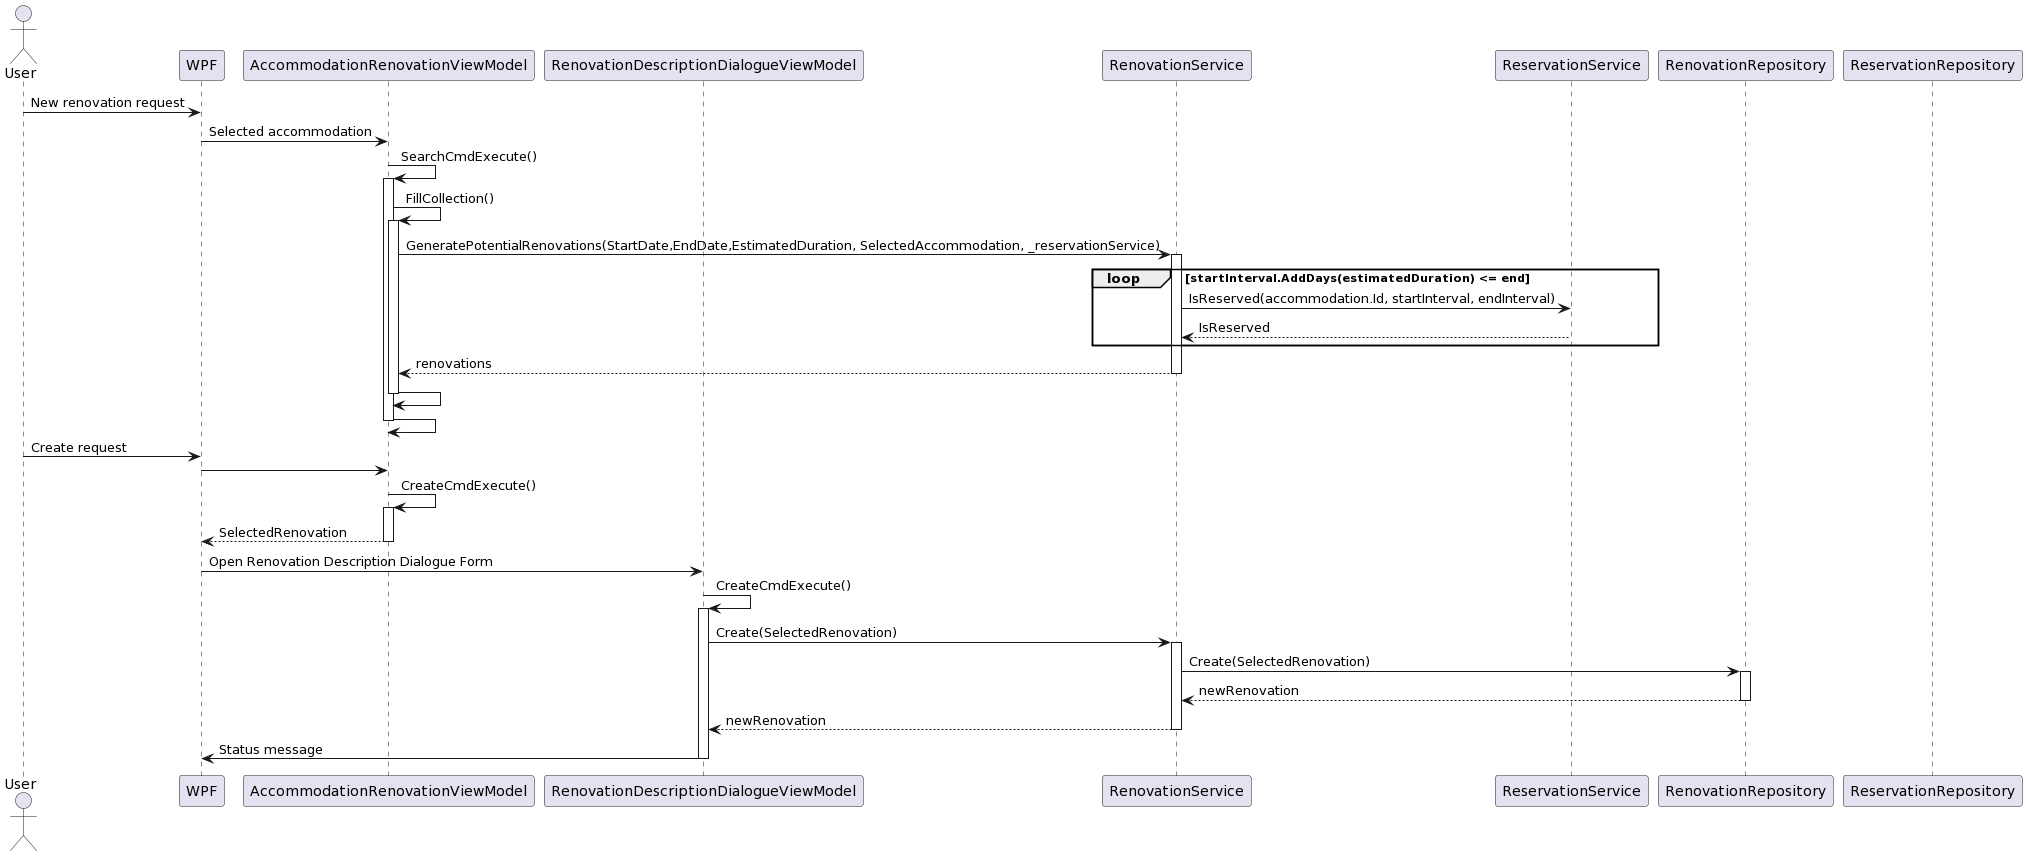 User
WPF
AccommodationRenovationViewModel
RenovationDescriptionDialogueViewModel
RenovationService
ReservationService
RenovationRepository
ReservationRepository
New renovation request
Selected accommodation
SearchCmdExecute()
FillCollection()
GeneratePotentialRenovations(StartDate,EndDate,EstimatedDuration, SelectedAccommodation, _reservationService)
loop
[startInterval.AddDays(estimatedDuration) <= end]
IsReserved(accommodation.Id, startInterval, endInterval)
IsReserved
renovations
Create request
CreateCmdExecute()
SelectedRenovation
Open Renovation Description Dialogue Form
CreateCmdExecute()
Create(SelectedRenovation)
Create(SelectedRenovation)
newRenovation
newRenovation
Status message
User
WPF
AccommodationRenovationViewModel
RenovationDescriptionDialogueViewModel
RenovationService
ReservationService
RenovationRepository
ReservationRepository